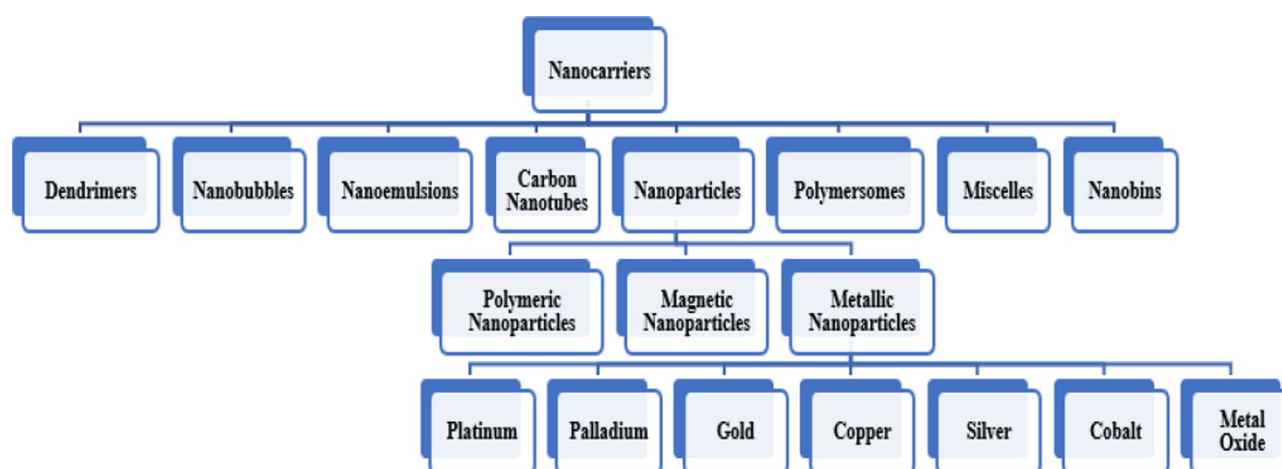 Nanocarriers
Dendrimers
Nanobubbles
Nanoemulsions
Carbon
Nanotubes
Nanoparticles
Polymersomes
Miscelles
Nanobins
Polymeric
Nanoparticles
Magnetic
Nanoparticles
Metallic
Nanoparticles
Platinum
Palladium
Gold
Copper
Silver
Cobalt
Metal
Oxide